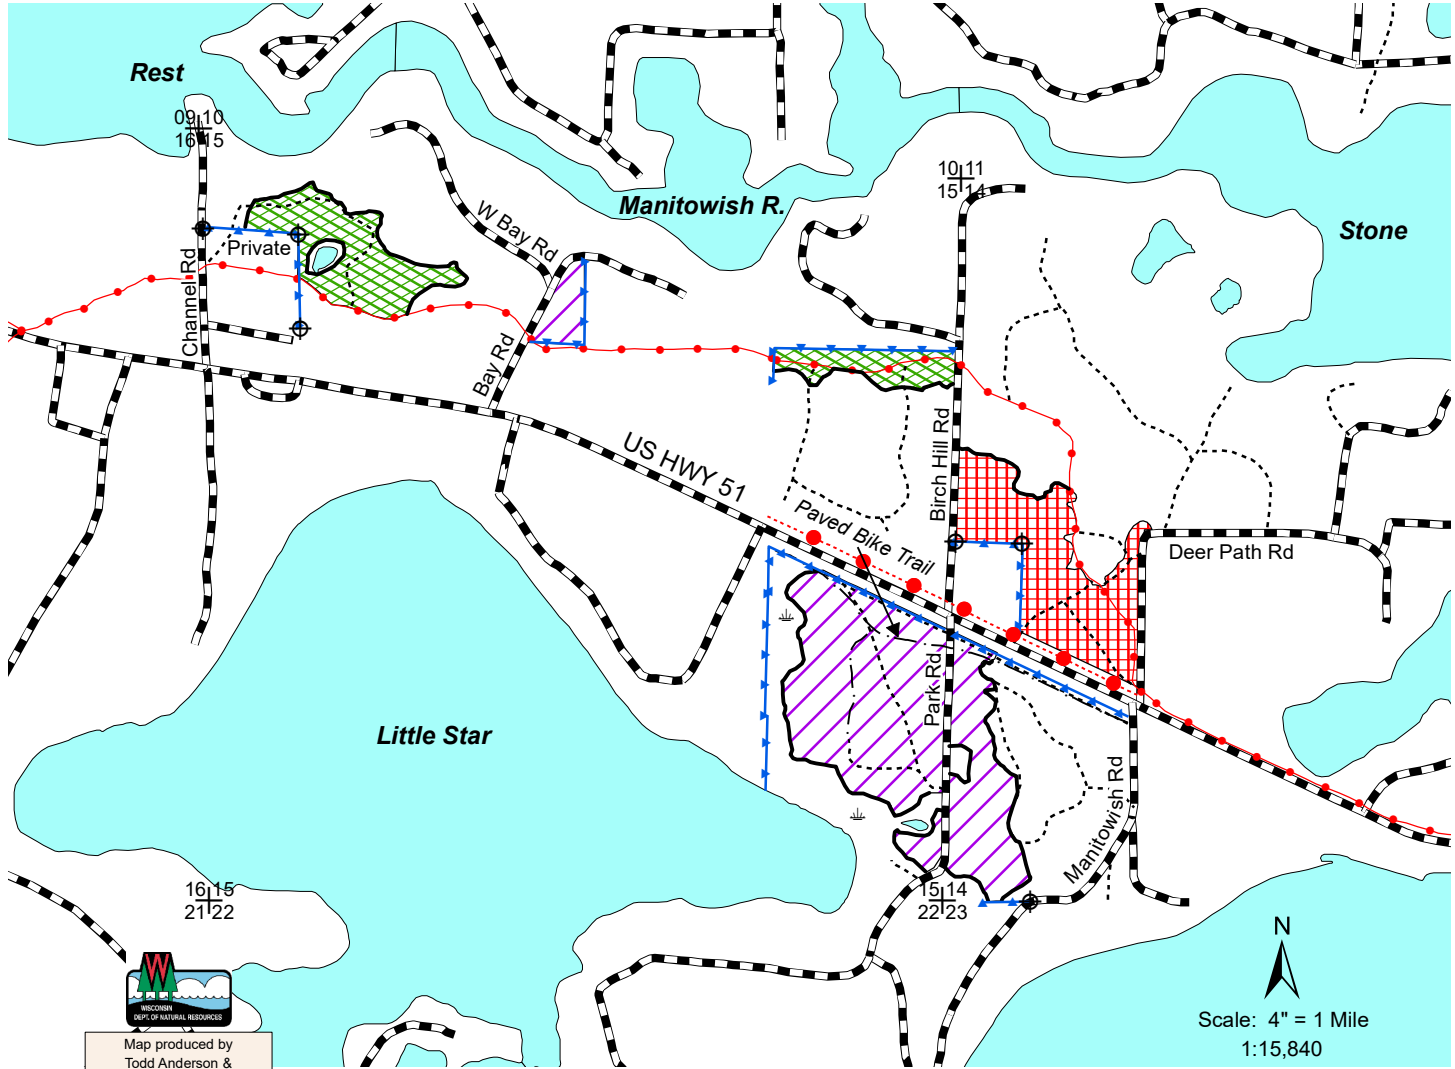 Rest
09 10
16 15
Manitowish R.
10 11
15 14
Stone
W Bay Rd
Private
Channel Rd
Bay Rd
US HWY 51
Birch Hill Rd
Paved Bike Trail
Deer Path Rd
Park Rd
Little Star
Manitowish Rd
16 15
21 22
15 14
22 23
N
Scale: 4" = 1 Mile
1:15,840
WISCONSIN
DEPT. OF NATURAL RESOURCES
Map produced by
Todd Anderson &